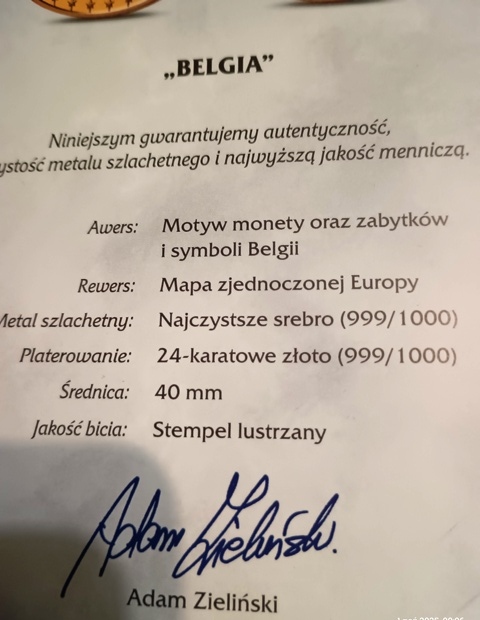 „BELGIA”
Niniejszym gwarantujemy autentyczność,
metalu szlachetnego i najwyższą jakość menniczą.
Awers: Motyw monety oraz zabytków
i symboli Belgii
Rewers: Mapa zjednoczonej Europy
szlachetny: Najczystsze srebro (999/1000)
Platerowanie: 24-karatowe złoto (999/1000)
Średnica: 40 mm
Jakość bicia: Stempel lustrzany
Adam Zieliński.
Adam Zieliński